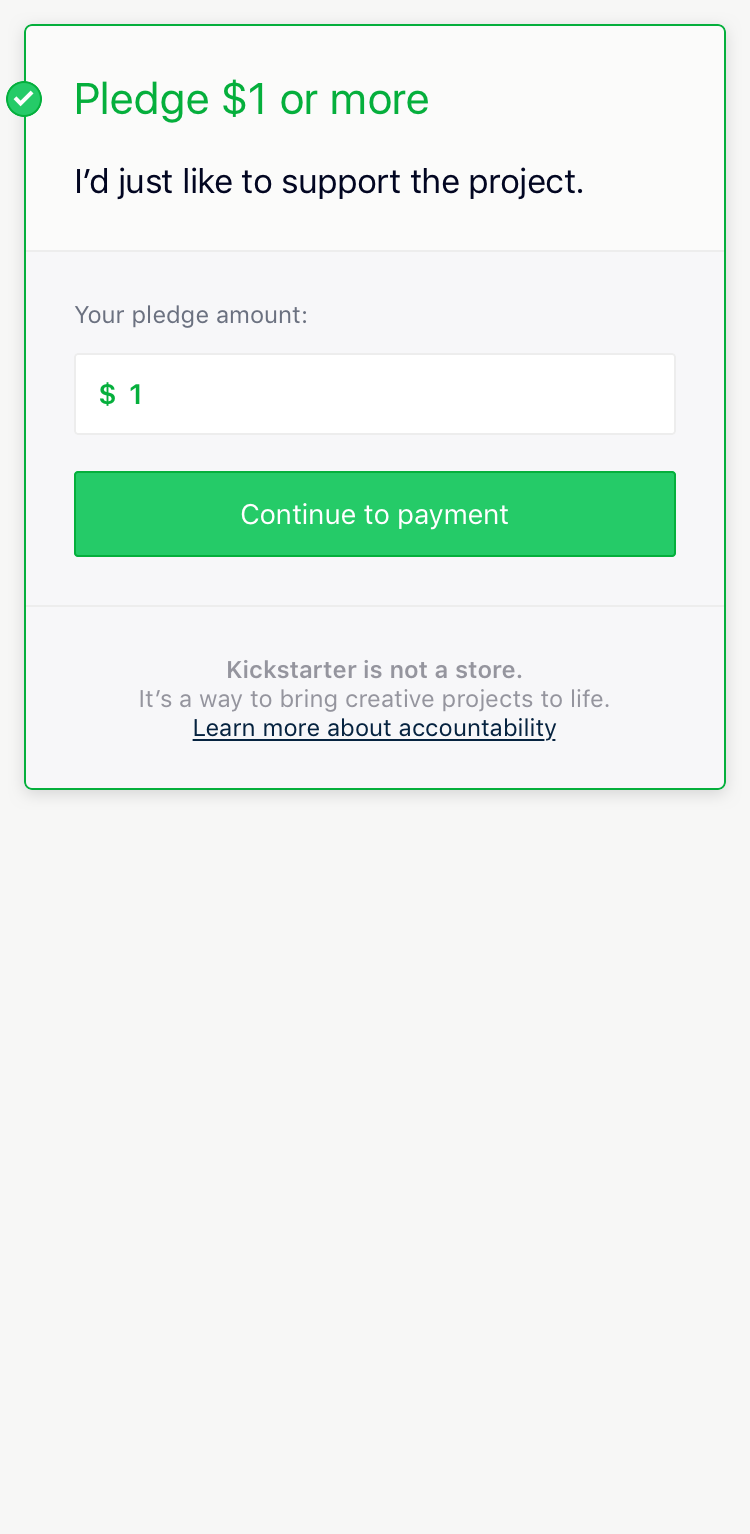 Pledge $1 or more
I’d just like to support the project.
Your pledge amount:
$ 1
Continue to payment
Kickstarter is not a store.
It’s a way to bring creative projects to life.
Learn more about accountability